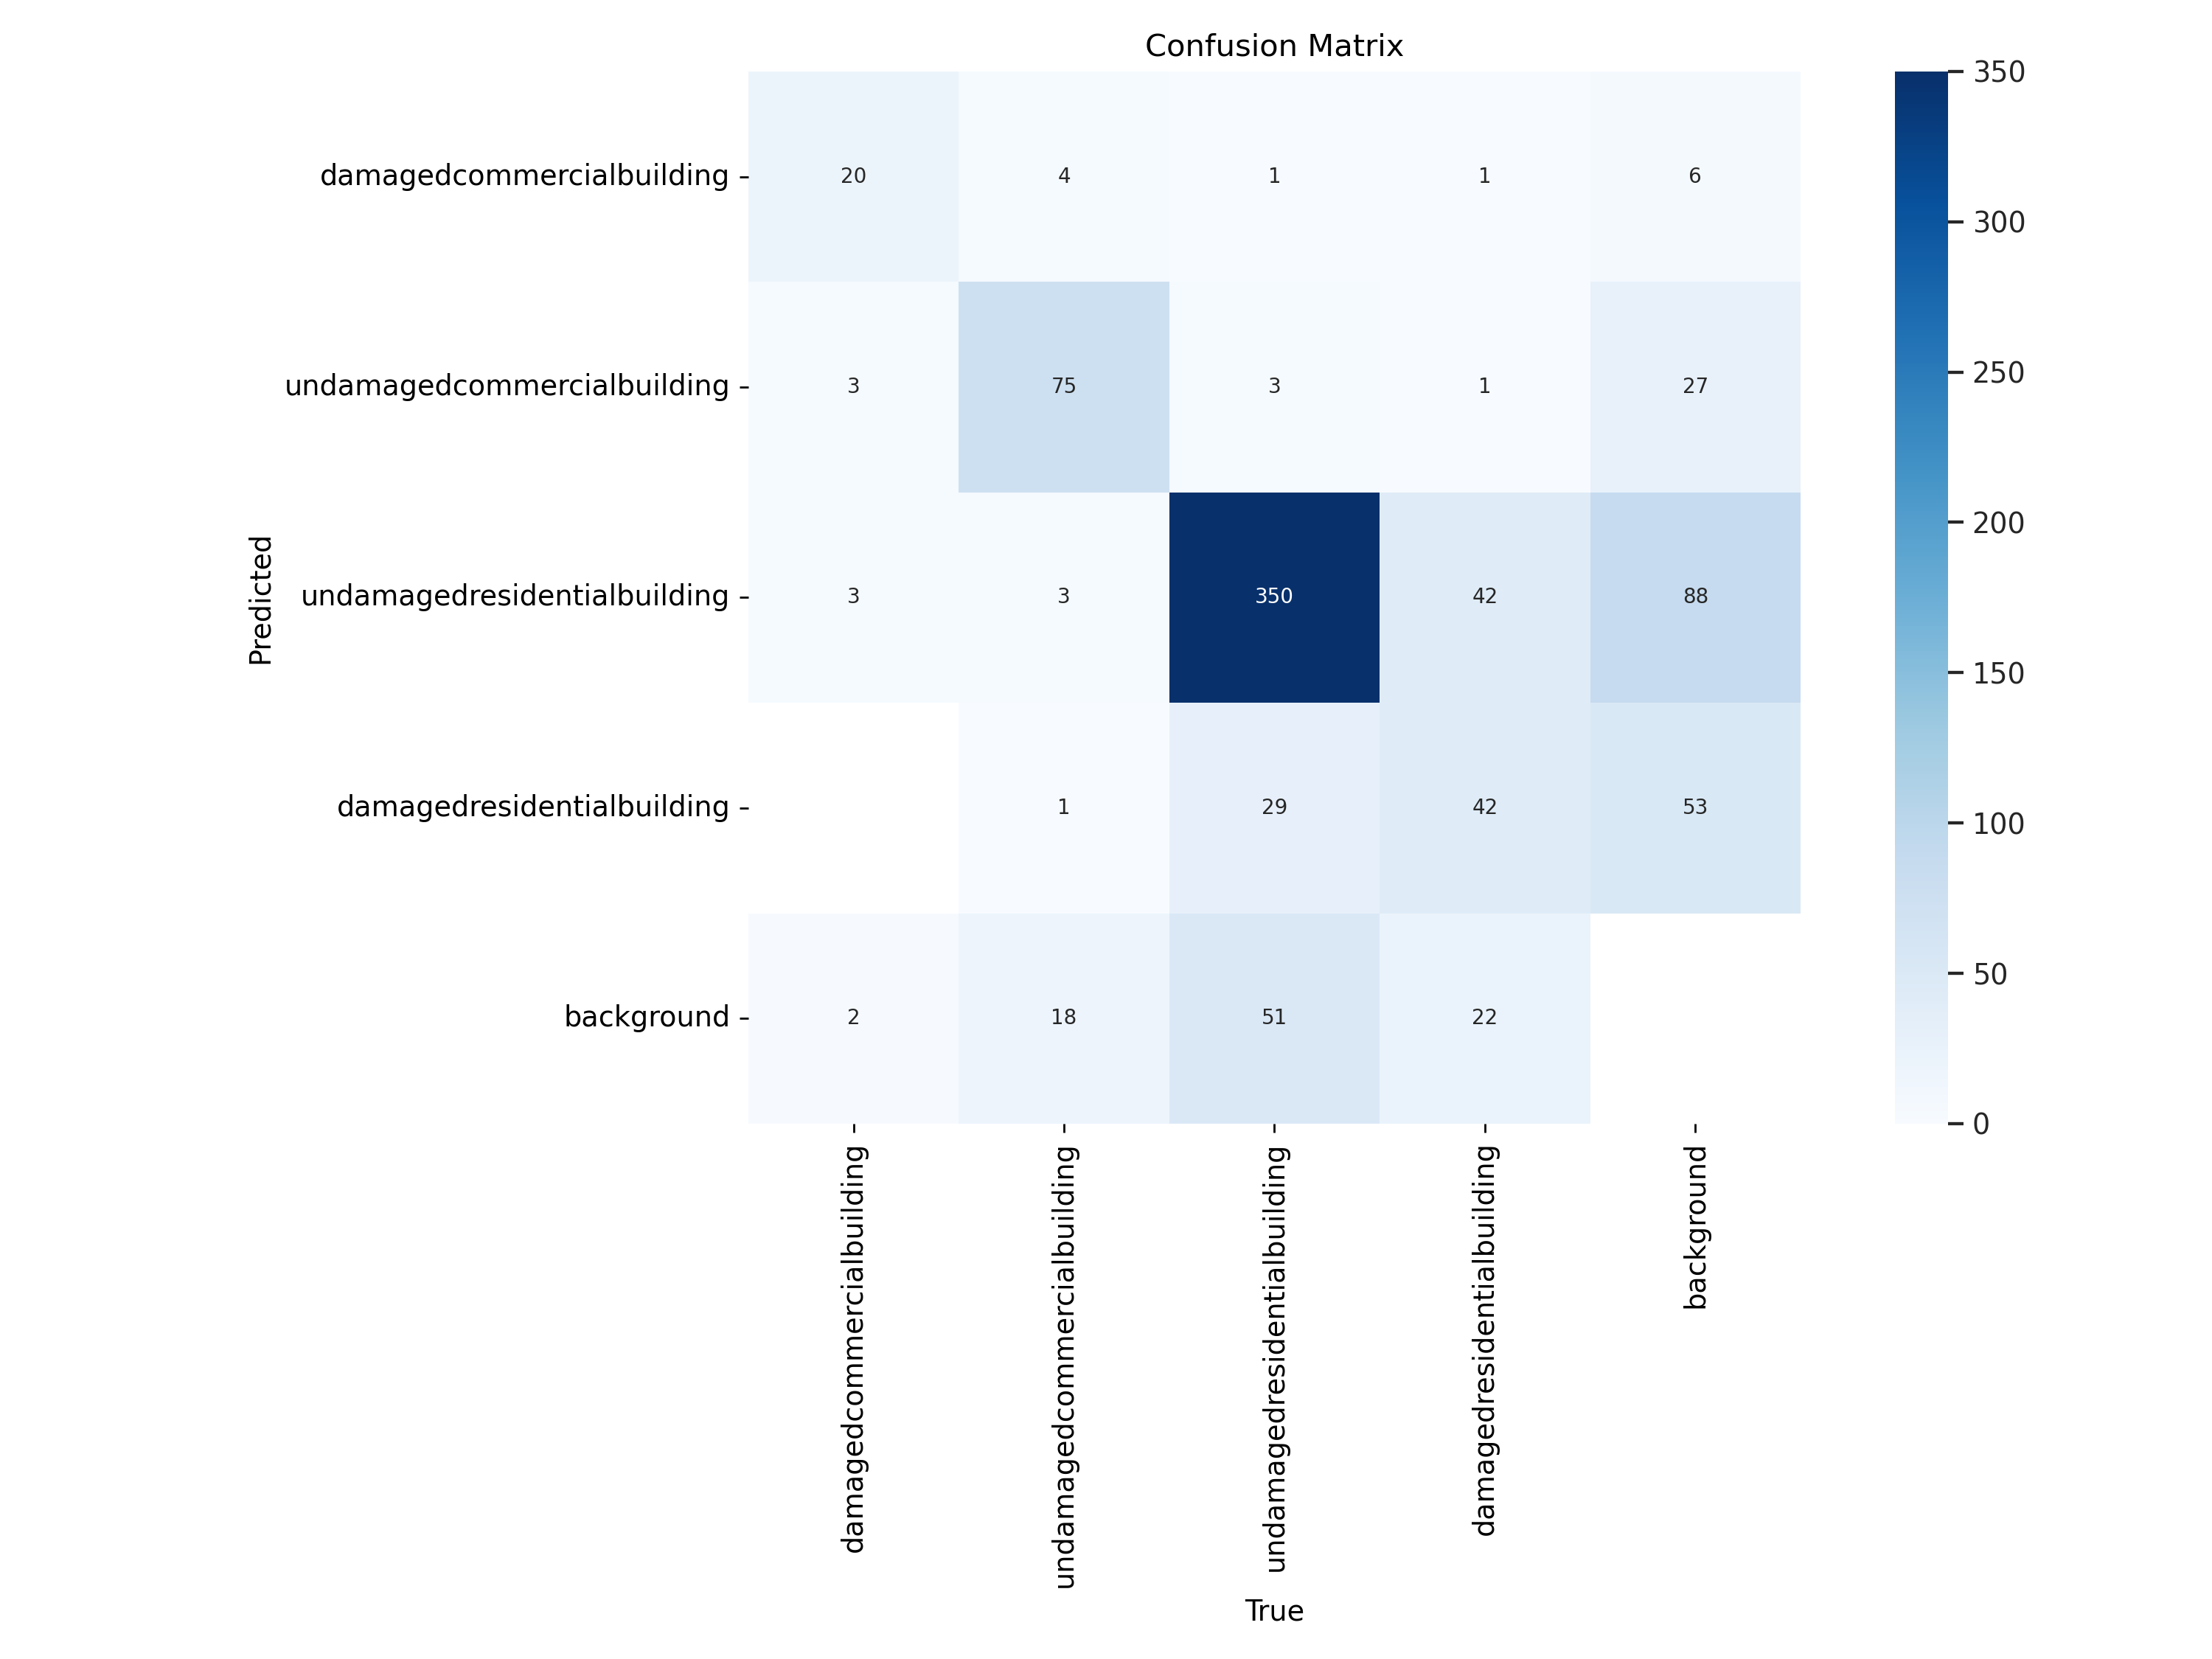 Confusion Matrix
Predicted
damagedcommercialbuilding 20 4 1 1 6
undamagedcommercialbuilding 3 75 3 1 27
undamagedresidentialbuilding 3 3 350 42 88
damagedresidentialbuilding 1 29 42 53
background 2 18 51 22
damagedcommercialbuilding
undamagedcommercialbuilding
undamagedresidentialbuilding
damagedresidentialbuilding
background
True
350
300
250
200
150
100
50
0